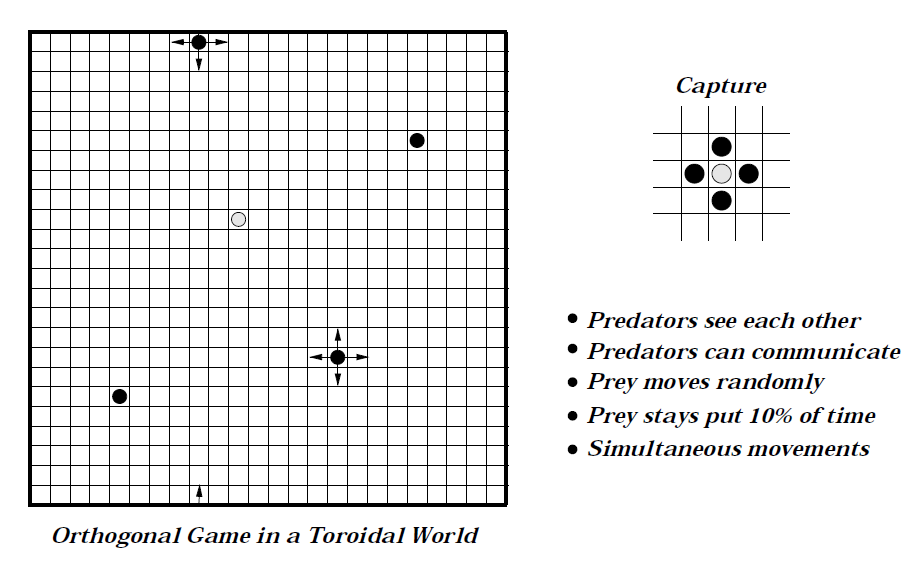 Capture
• Predators see each other
• Predators can communicate
• Prey moves randomly
• Prey stays put 10% of time
• Simultaneous movements
Orthogonal Game in a Toroidal World